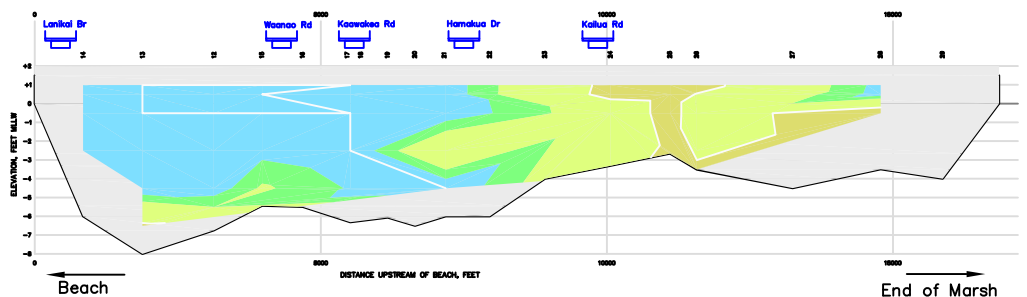 0 5000 10000 15000
Lanikai Br Waanao Rd Kaawakea Rd Hamakua Dr Kailua Rd
14 13 12 15 16 17 18 19 20 21 22 23 24 25 26 27 28 29
+2
+1
0
-1
-2
-3
-4
-5
-6
-7
-8
ELEVATION, FEET MLLW
0 5000 10000 15000
DISTANCE UPSTREAM OF BEACH, FEET
Beach End of Marsh